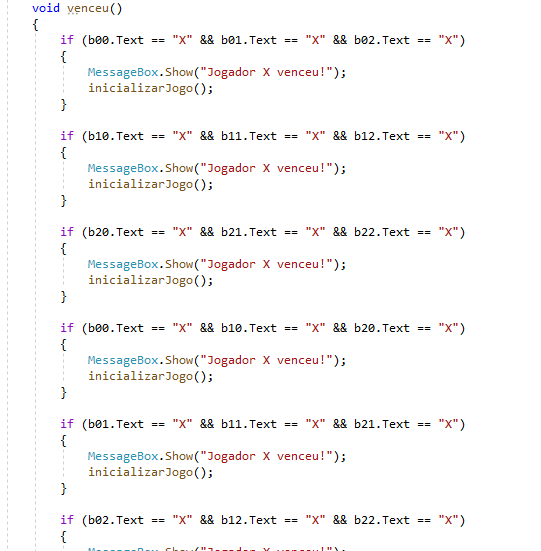 void venceu()
{
if (b00.Text == "X" && b01.Text == "X" && b02.Text == "X")
{
MessageBox.Show("Jogador X venceu!");
inicializarJogo();
}
if (b10.Text == "X" && b11.Text == "X" && b12.Text == "X")
{
MessageBox.Show("Jogador X venceu!");
inicializarJogo();
}
if (b20.Text == "X" && b21.Text == "X" && b22.Text == "X")
{
MessageBox.Show("Jogador X venceu!");
inicializarJogo();
}
if (b00.Text == "X" && b10.Text == "X" && b20.Text == "X")
{
MessageBox.Show("Jogador X venceu!");
inicializarJogo();
}
if (b01.Text == "X" && b11.Text == "X" && b21.Text == "X")
{
MessageBox.Show("Jogador X venceu!");
inicializarJogo();
}
if (b02.Text == "X" && b12.Text == "X" && b22.Text == "X")
{